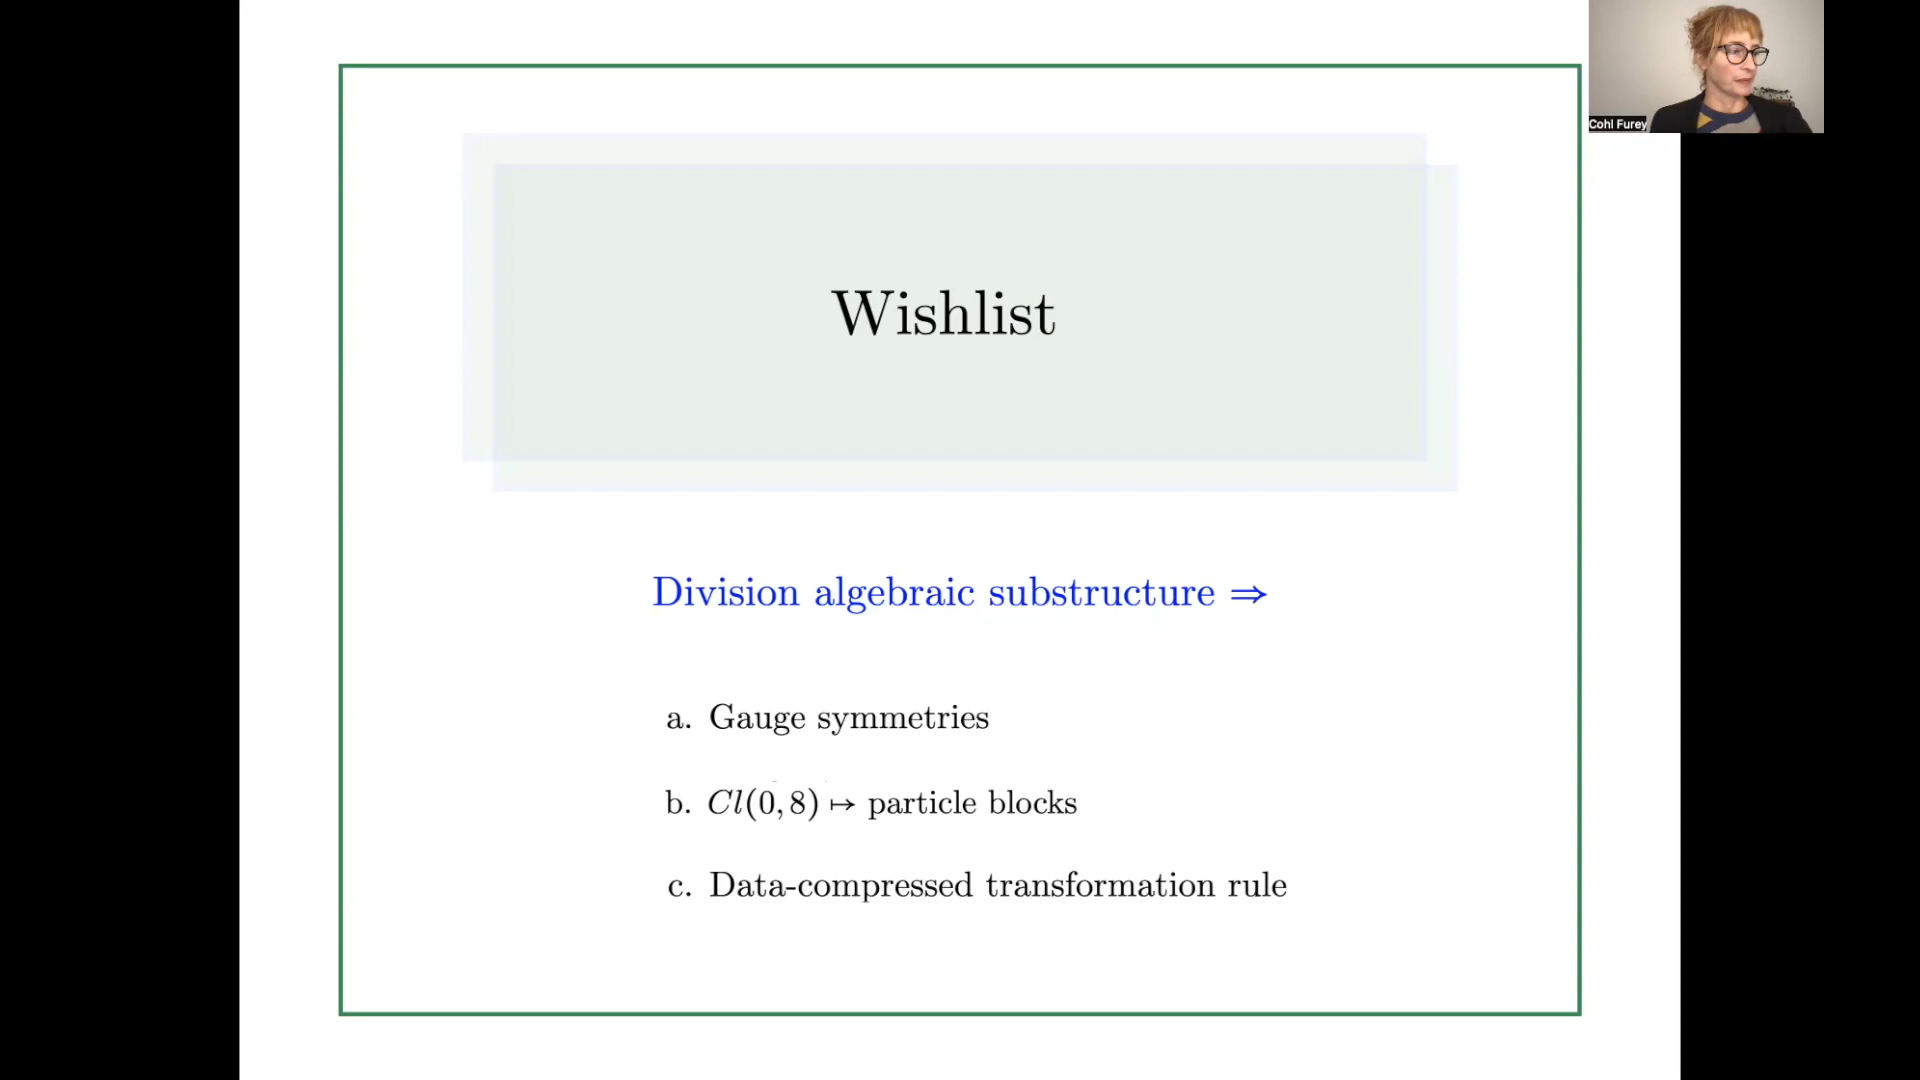 Cohl Furey
Wishlist
Division algebraic substructure ⇒
a. Gauge symmetries
b. Cl(0, 8) ↦ particle blocks
c. Data-compressed transformation rule